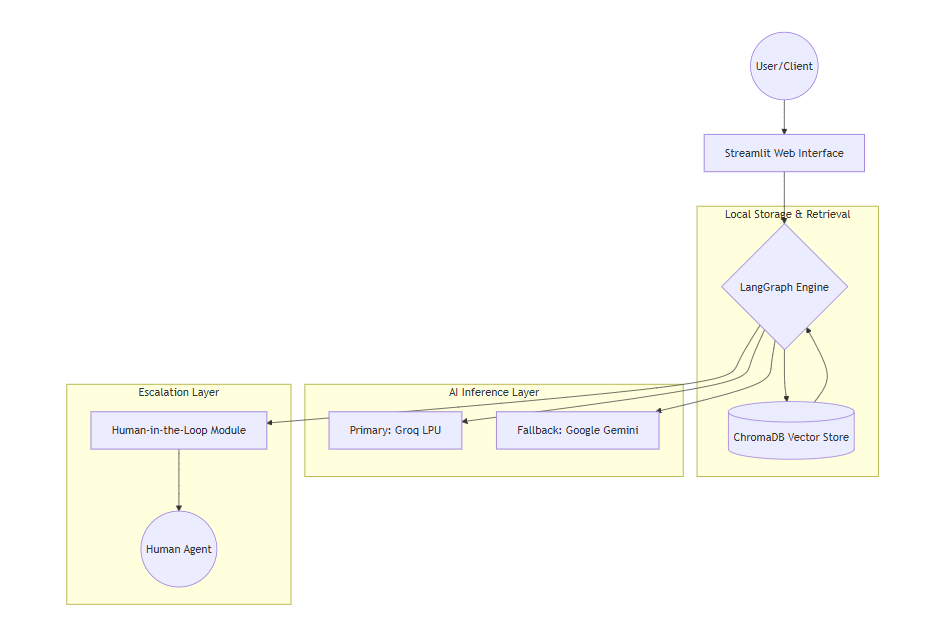 User/Client
Streamlit Web Interface
Local Storage & Retrieval
LangGraph Engine
Escalation Layer
AI Inference Layer
Human-in-the-Loop Module
Primary: Groq LPU
Fallback: Google Gemini
ChromaDB Vector Store
Human Agent